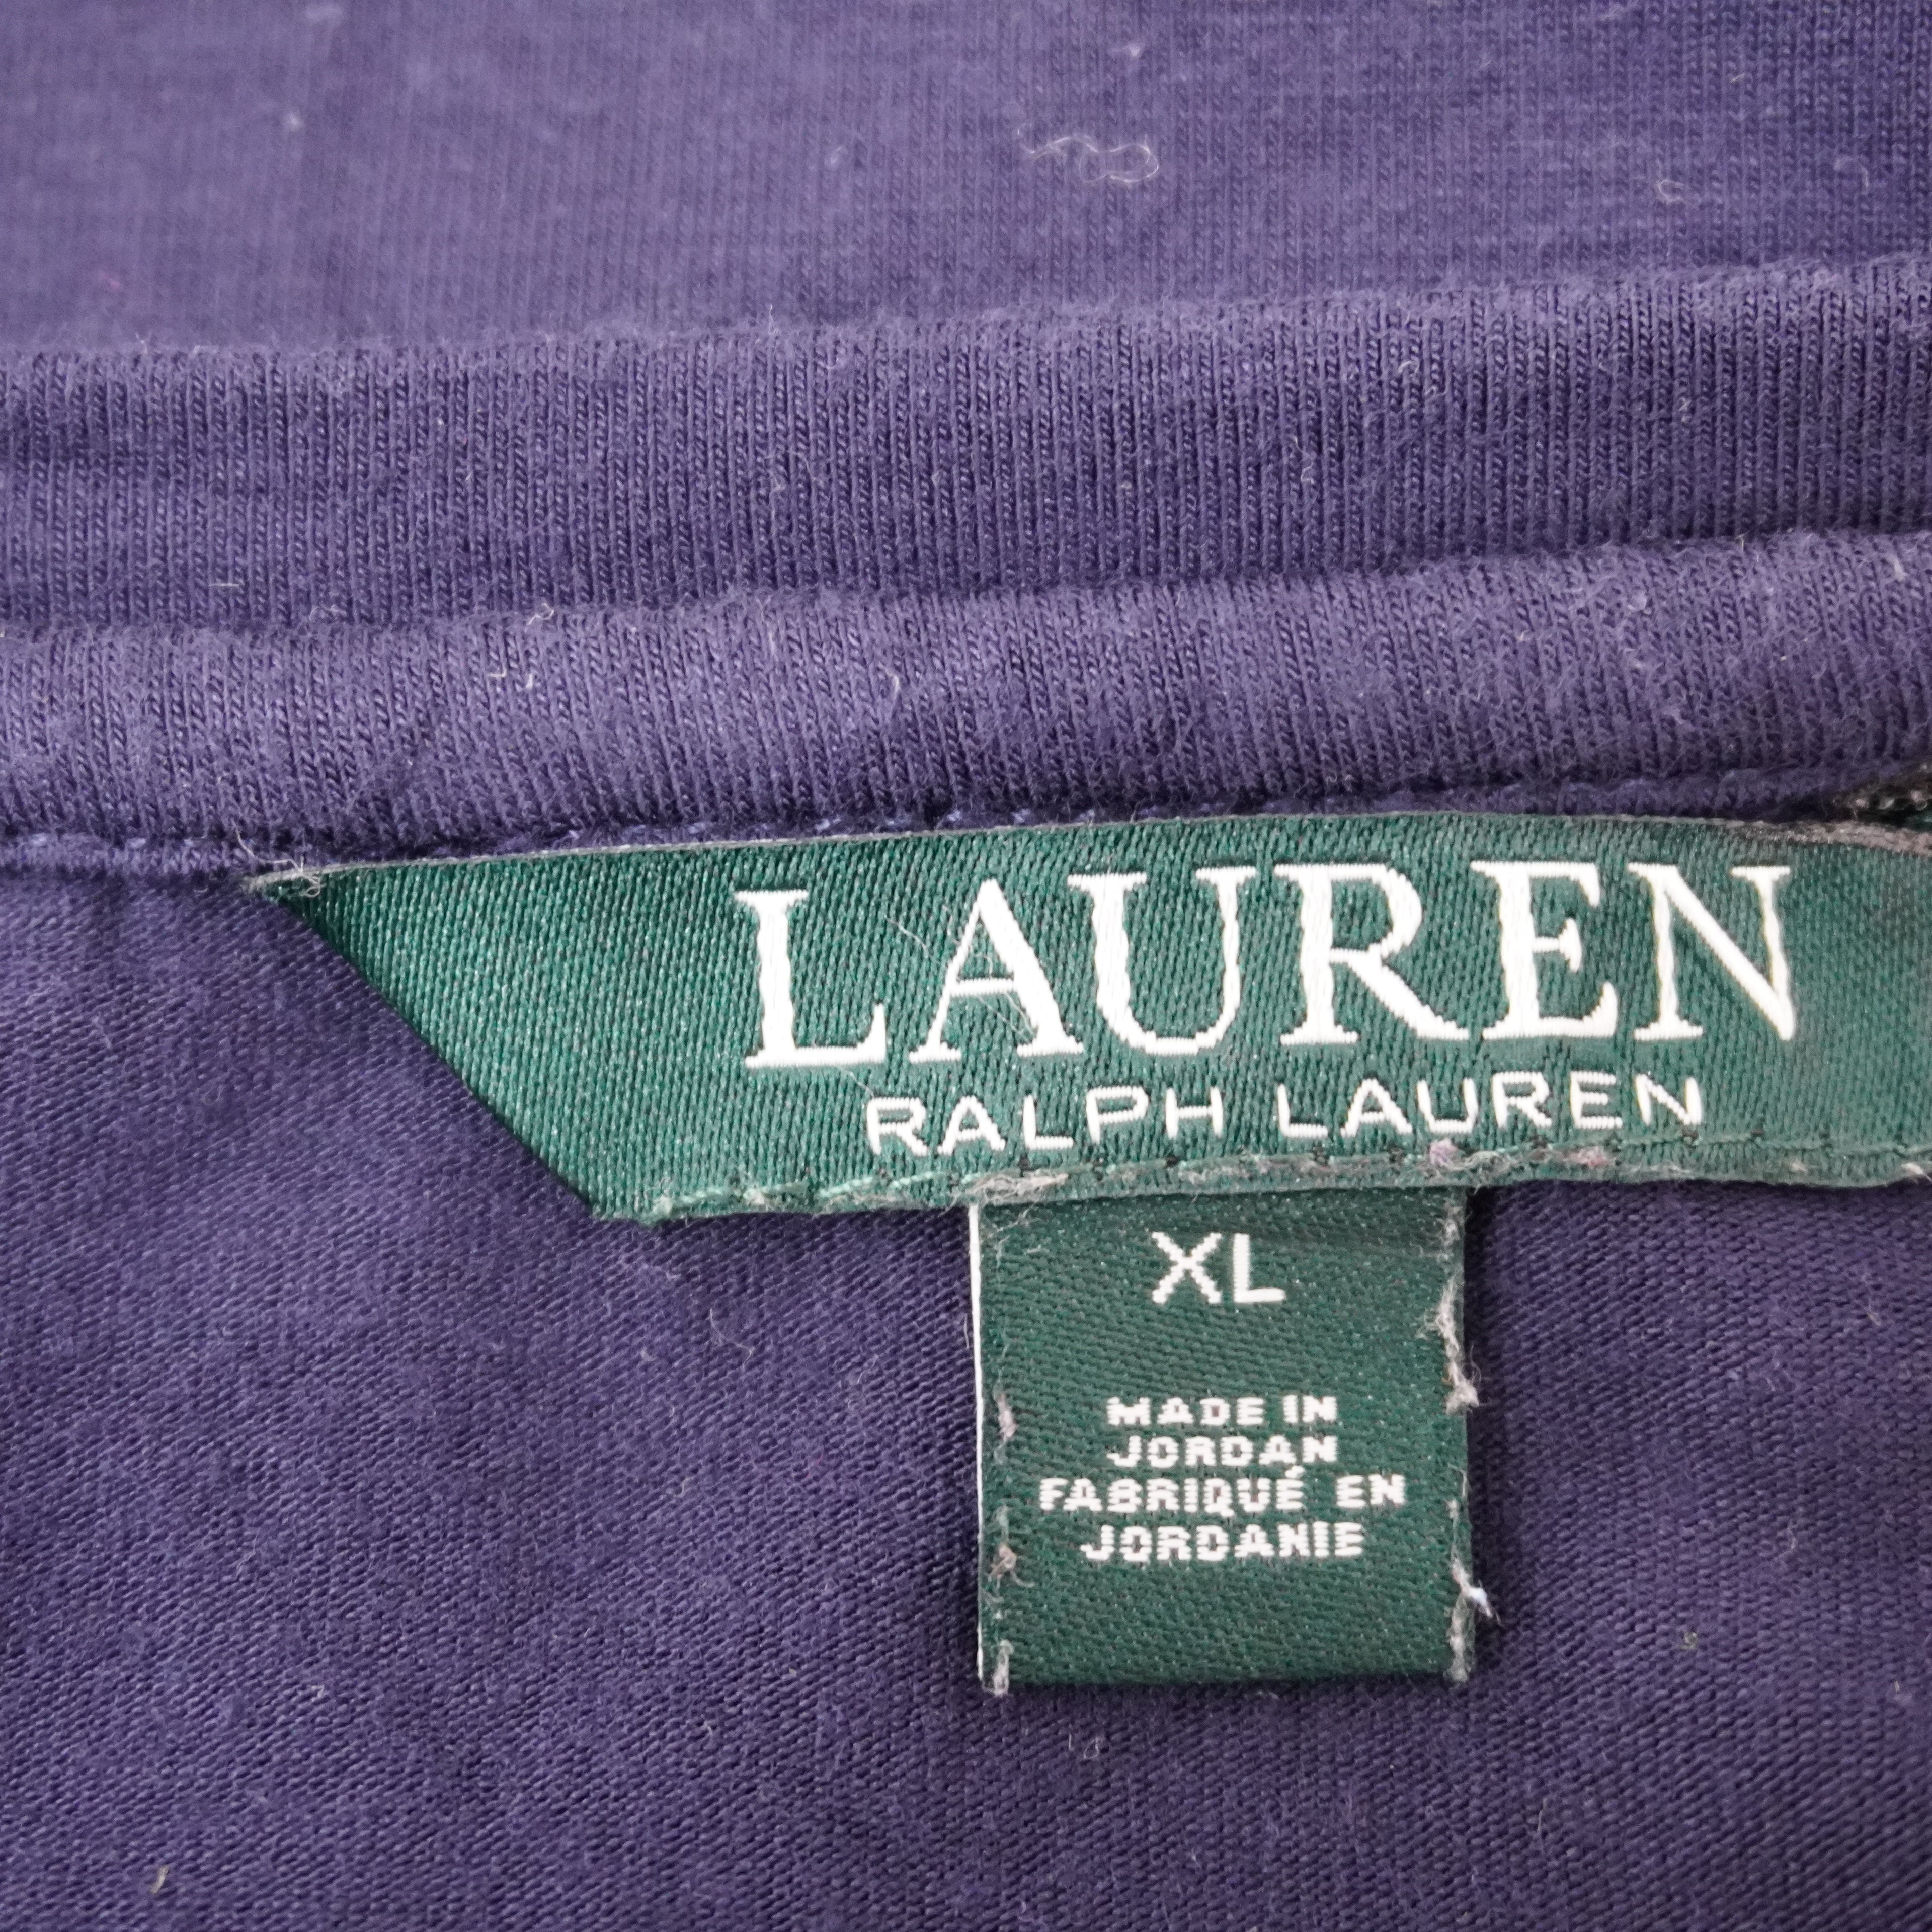 LAUREN
RALPH LAUREN
XL
MADE IN
JORDAN
FABRIQUÉ EN
JORDANIE